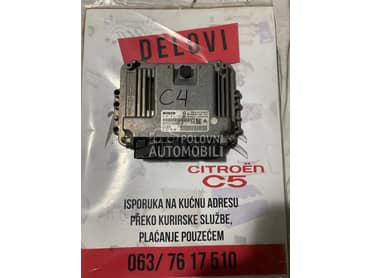 DELOVI
C4
BOSCH
POLOVNI
AUTOMOBILI
CITROËN
C5
ISPORUKA NA KUĆNU ADRESU
PREKO KURIRSKE SLUŽBE,
PLAĆANJE POUZEĆEM
063/ 76 17 510